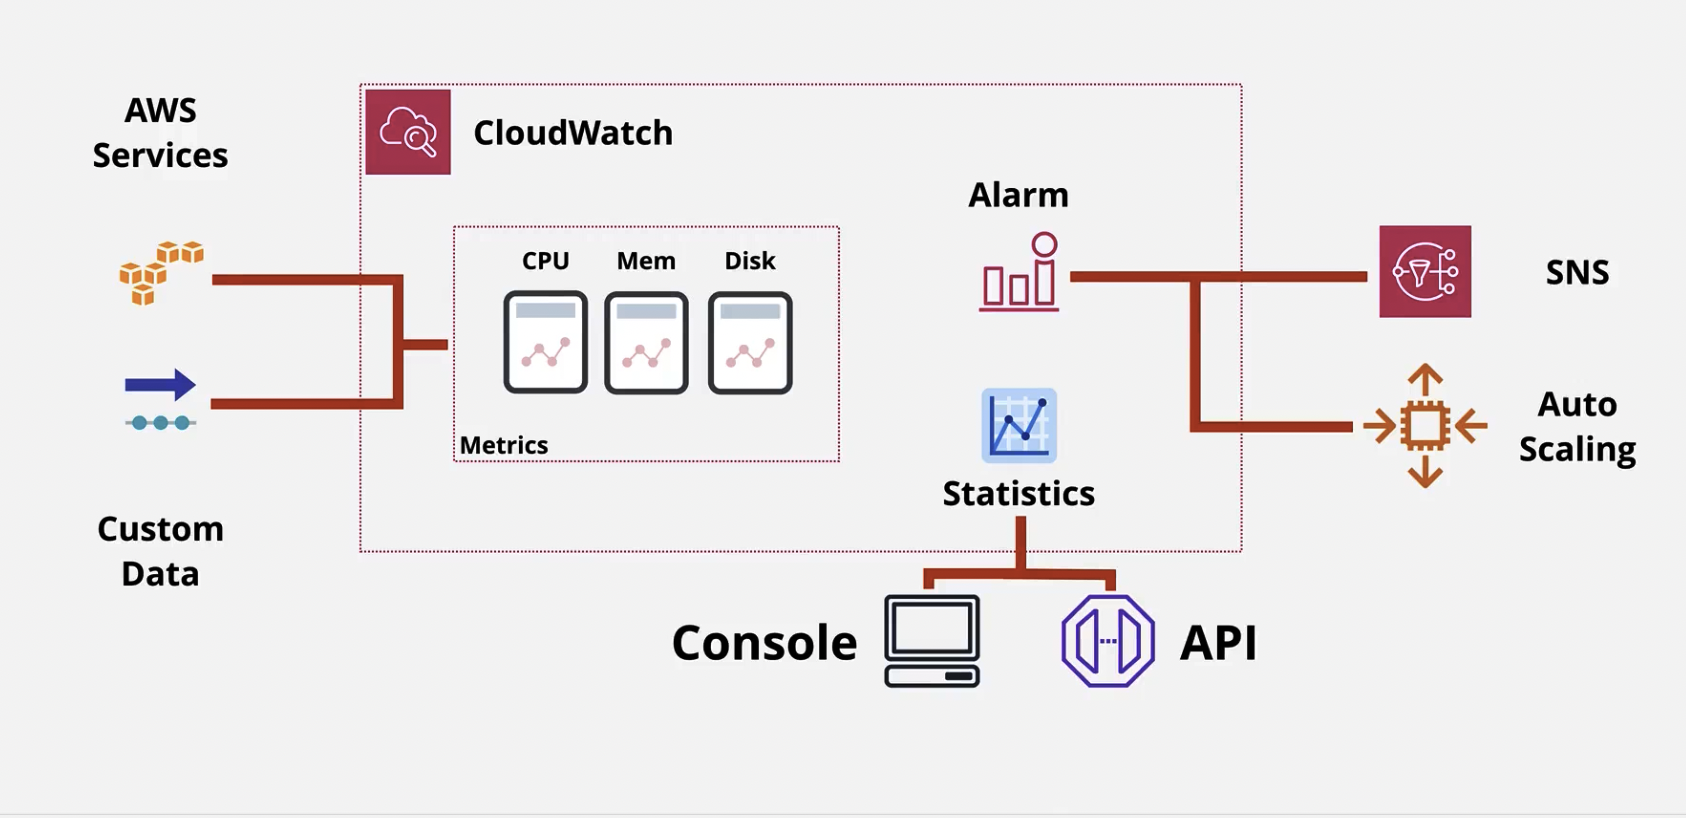 AWS
Services
CloudWatch
Alarm
CPU Mem Disk
SNS
Auto
Scaling
Metrics
Statistics
Custom
Data
Console
API